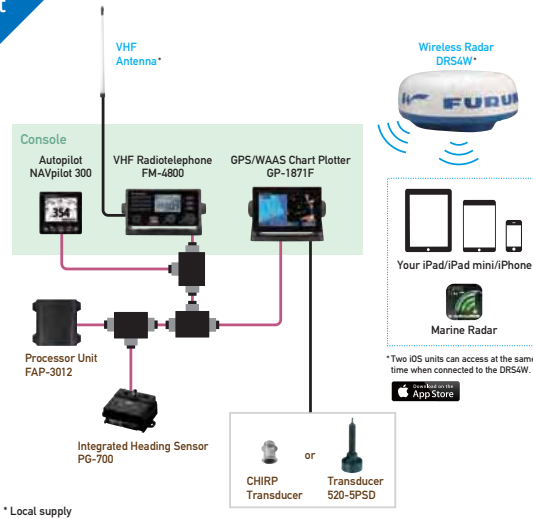 t
VHF
Antenna*
Wireless Radar
DRS4W*
FURUN
Console
Autopilot
NAVpilot 300
VHF Radiotelephone
FM-4800
GPS/WAAS Chart Plotter
GP-1871F
354
Your iPad/iPad mini/iPhone
Marine Radar
*Two iOS units can access at the same
time when connected to the DRS4W.
Download on the
App Store
Processor Unit
FAP-3012
Integrated Heading Sensor
PG-700
CHIRP
Transducer
or
Transducer
520-5PSD
* Local supply